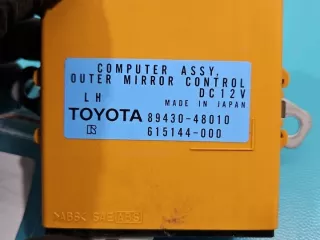 COMPUTER ASSY,
OUTER MIRROR CONTROL
DC12V
LH MADE IN JAPAN
TOYOTA 89430-48010
R 615144-000